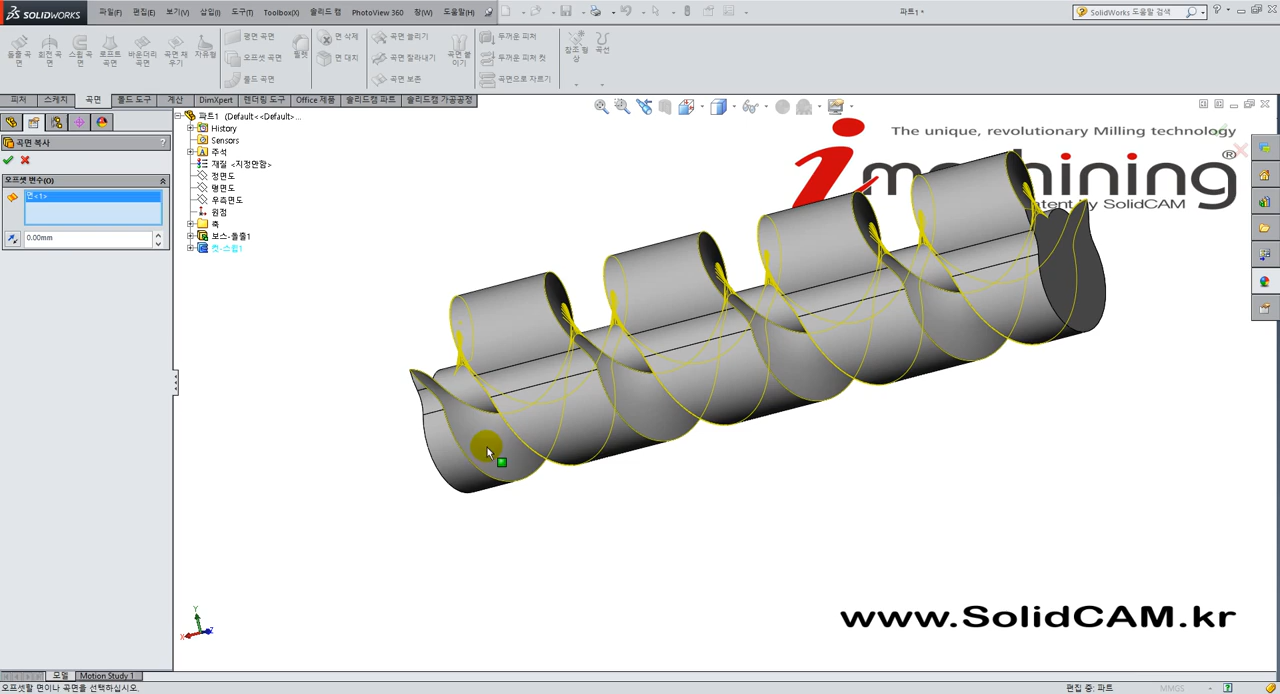 SOLIDWORKS 파일(F) 편집(E) 보기(V) 삽입(I) 도구(T) Toolbox(X) 솔리드 캠 PhotoView 360 창(W) 도움말(H) 파트1 * SolidWorks 도움말 검색
돌출 곡면 회전 곡면 스윕 곡면 로프트 곡면 바운더리 곡면 곡면 채우기 자유형
평면 곡면 필렛 면 삭제 곡면 늘리기 곡면 붙이기 두꺼운 피처 참조 형상 곡선
오프셋 곡면 면 대치 곡면 잘라내기 두꺼운 피처 컷
룰드 곡면 곡면 보존 곡면으로 자르기
피처 스케치 곡면 몰드 도구 계산 DimXpert 렌더링 도구 Office 제품 솔리드캠 파트 솔리드캠 가공공정
곡면 복사 ?
오프셋 변수(O)
면<1>
0.00mm
파트1 (Default<<Default>...
History
Sensors
주석
재질 <지정안함>
정면도
윗면도
우측면도
원점
축
보스-돌출1
컷-스윕1
The unique, revolutionary Milling technology
imachining®
patent by SolidCAM
www.SolidCAM.kr
Y
X
Z
모델 Motion Study 1
오프셋할 면이나 곡면을 선택하십시오. 편집 중: 파트 MMGS